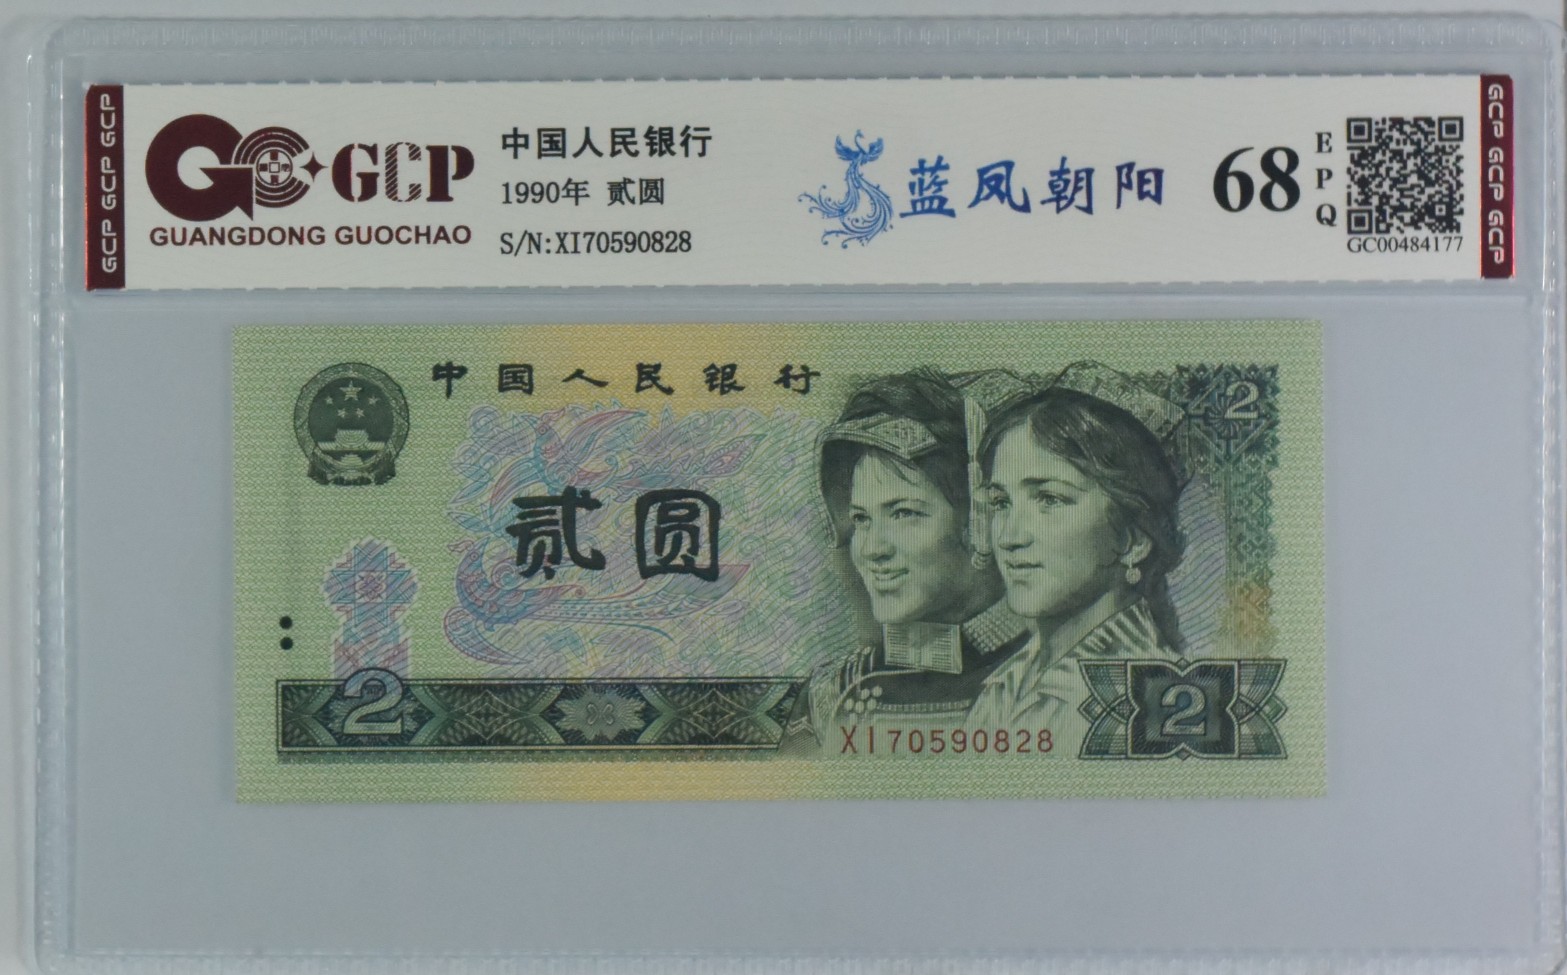 GCP GCP GCP
GCP
GUANGDONG GUOCHAO
中国人民银行
1990年 贰圆
S/N:XI70590828
蓝凤朝阳
68
EPQ
GC00484177
GCP GCP GCP
中国人民银行
2
贰圆
2
XI70590828
2